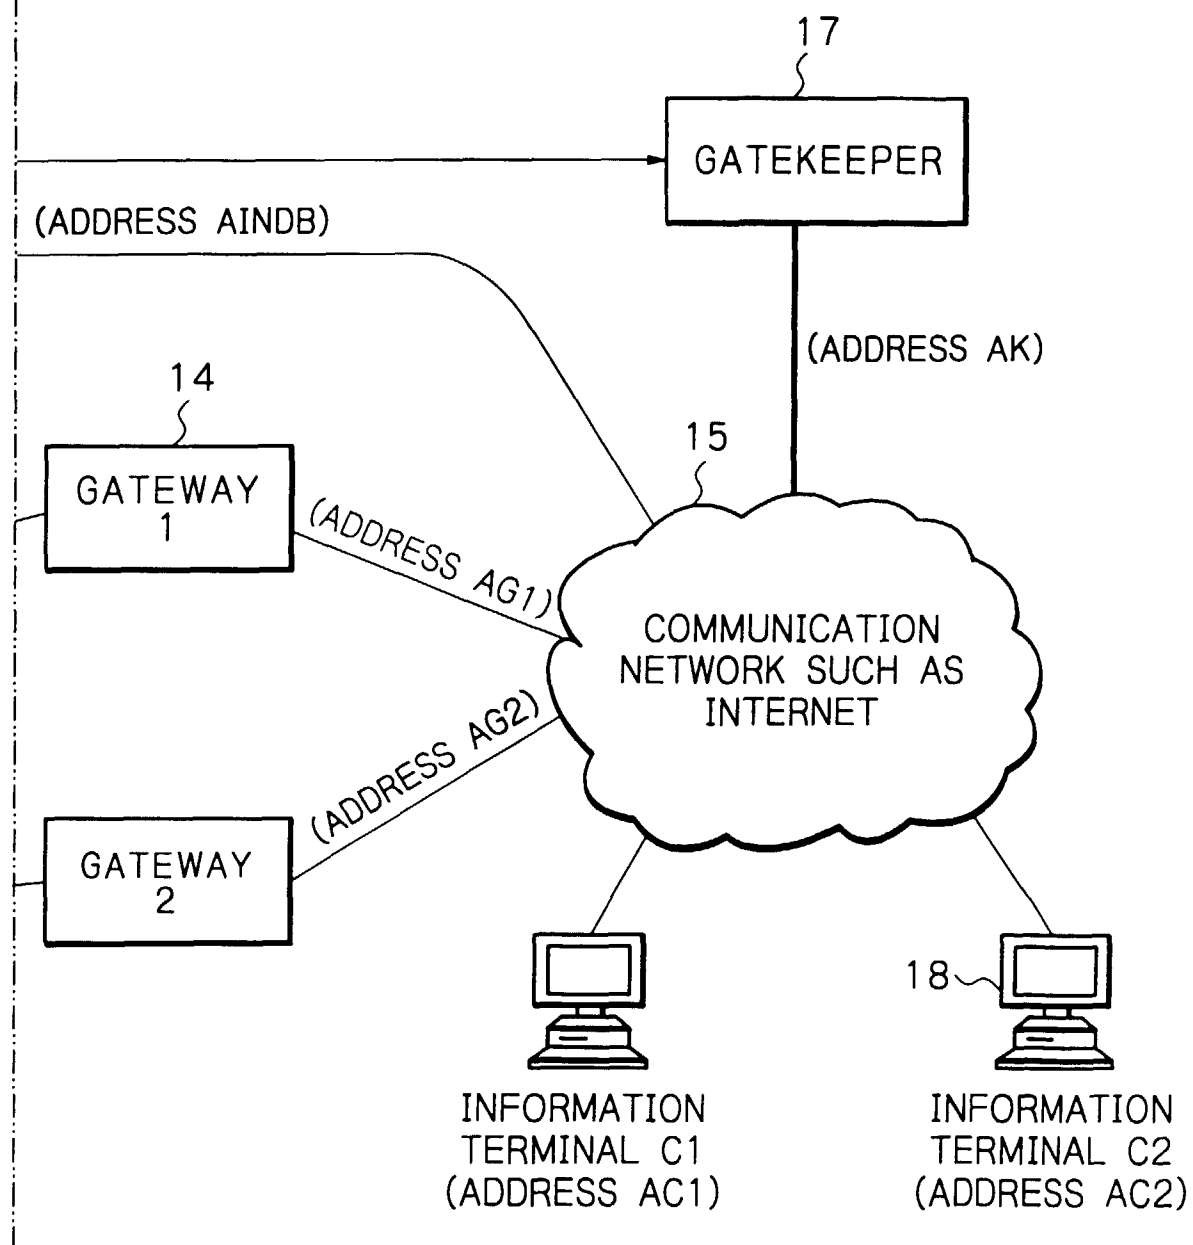 17
GATEKEEPER
(ADDRESS AINDB)
(ADDRESS AK)
14
15
GATEWAY
1
(ADDRESS AG1)
COMMUNICATION
NETWORK SUCH AS
INTERNET
(ADDRESS AG2)
GATEWAY
2
18
INFORMATION
TERMINAL C1
(ADDRESS AC1)
INFORMATION
TERMINAL C2
(ADDRESS AC2)